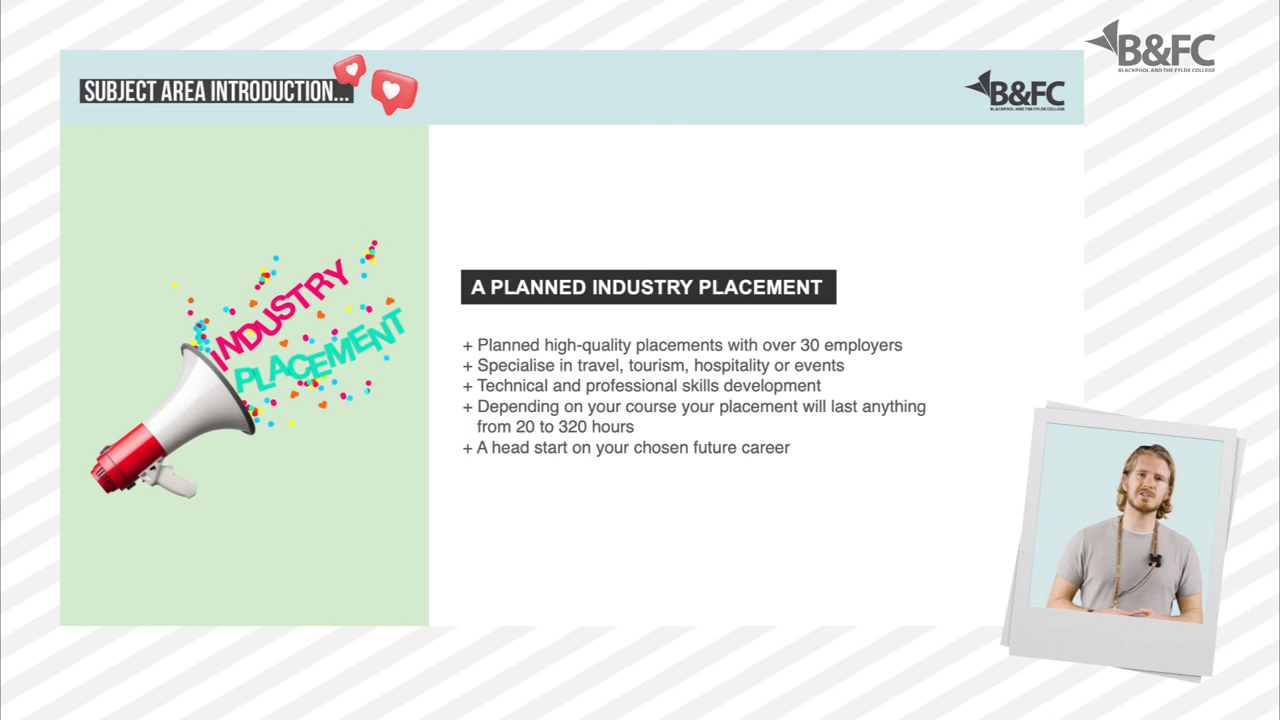 SUBJECT AREA INTRODUCTION...
B&FC
BLACKPOOL AND THE FYLDE COLLEGE
B&FC
BLACKPOOL AND THE FYLDE COLLEGE
INDUSTRY
PLACEMENT
A PLANNED INDUSTRY PLACEMENT
+ Planned high-quality placements with over 30 employers
+ Specialise in travel, tourism, hospitality or events
+ Technical and professional skills development
+ Depending on your course your placement will last anything
from 20 to 320 hours
+ A head start on your chosen future career